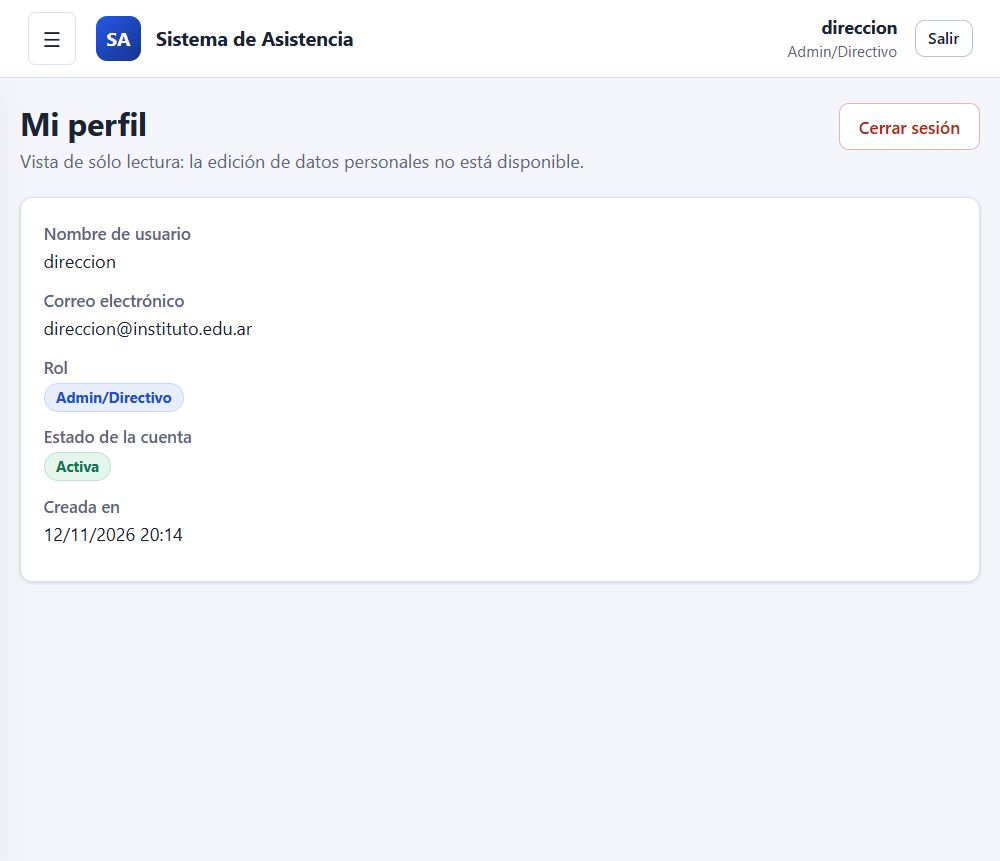 ☰
SA
Sistema de Asistencia
direccion
Admin/Directivo
Salir
Mi perfil
Vista de sólo lectura: la edición de datos personales no está disponible.
Cerrar sesión
Nombre de usuario
direccion
Correo electrónico
direccion@instituto.edu.ar
Rol
Admin/Directivo
Estado de la cuenta
Activa
Creada en
12/11/2026 20:14